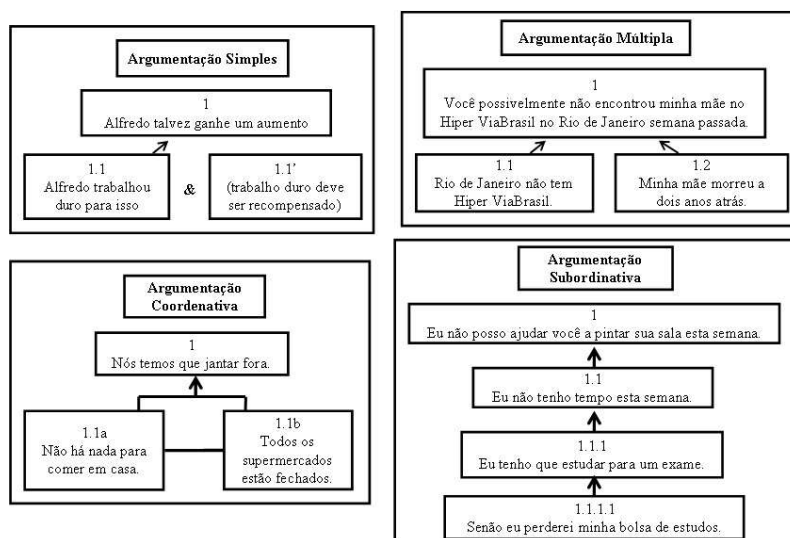 Argumentação Simples
1
Alfredo talvez ganhe um aumento
1.1
Alfredo trabalhou
duro para isso
&
1.1'
(trabalho duro deve
ser recompensado)
Argumentação Múltipla
1
Você possivelmente não encontrou minha mãe no
Hiper ViaBrasil no Rio de Janeiro semana passada.
1.1
Rio de Janeiro não tem
Hiper ViaBrasil.
1.2
Minha mãe morreu a
dois anos atrás.
Argumentação
Coordenativa
1
Nós temos que jantar fora.
1.1a
Não há nada para
comer em casa.
1.1b
Todos os
supermercados
estão fechados.
Argumentação
Subordinativa
1
Eu não posso ajudar você a pintar sua sala esta semana.
1.1
Eu não tenho tempo esta semana.
1.1.1
Eu tenho que estudar para um exame.
1.1.1.1
Senão eu perderei minha bolsa de estudos.